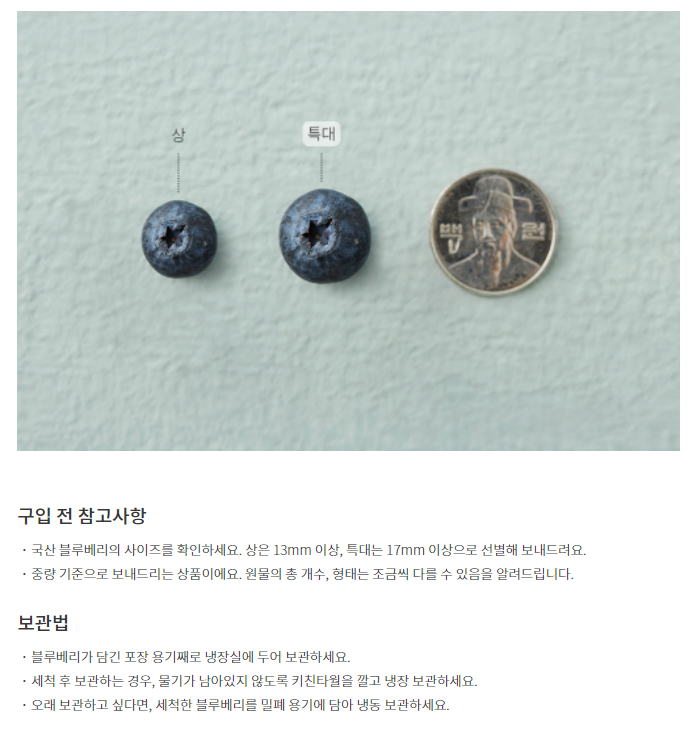 상
특대
백 원
구입 전 참고사항
· 국산 블루베리의 사이즈를 확인하세요. 상은 13mm 이상, 특대는 17mm 이상으로 선별해 보내드려요.
· 중량 기준으로 보내드리는 상품이에요. 원물의 총 개수, 형태는 조금씩 다를 수 있음을 알려드립니다.
보관법
· 블루베리가 담긴 포장 용기째로 냉장실에 두어 보관하세요.
· 세척 후 보관하는 경우, 물기가 남아있지 않도록 키친타월을 깔고 냉장 보관하세요.
· 오래 보관하고 싶다면, 세척한 블루베리를 밀폐 용기에 담아 냉동 보관하세요.